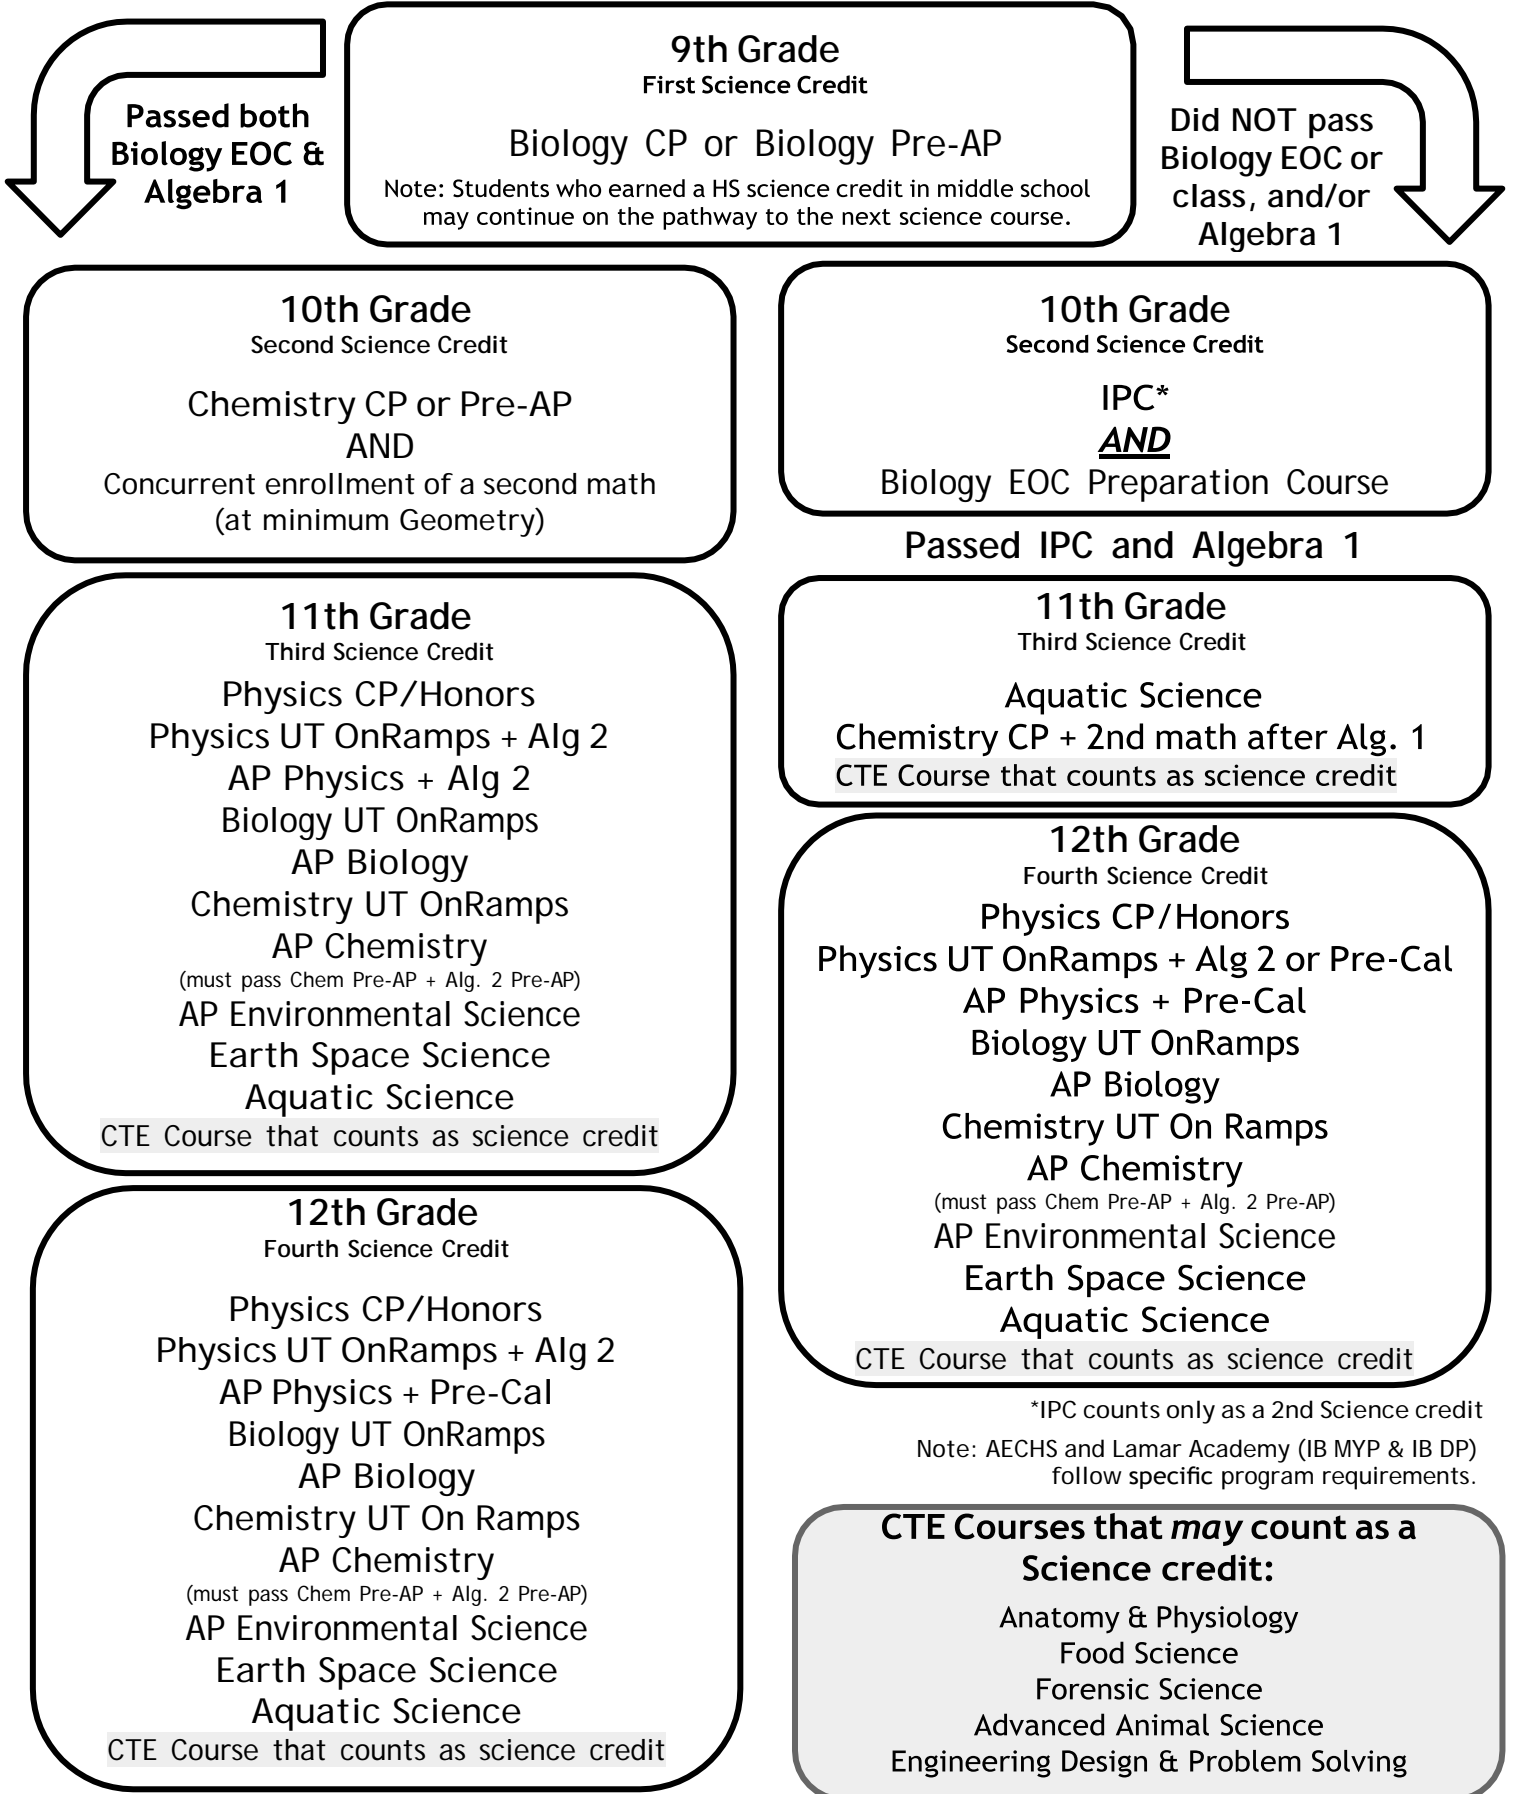 9th Grade
First Science Credit
Biology CP or Biology Pre-AP
Note: Students who earned a HS science credit in middle school
may continue on the pathway to the next science course.
Passed both
Biology EOC &
Algebra 1
Did NOT pass
Biology EOC or
class, and/or
Algebra 1
10th Grade
Second Science Credit
Chemistry CP or Pre-AP
AND
Concurrent enrollment of a second math
(at minimum Geometry)
11th Grade
Third Science Credit
Physics CP/Honors
Physics UT OnRamps + Alg 2
AP Physics + Alg 2
Biology UT OnRamps
AP Biology
Chemistry UT OnRamps
AP Chemistry
(must pass Chem Pre-AP + Alg. 2 Pre-AP)
AP Environmental Science
Earth Space Science
Aquatic Science
CTE Course that counts as science credit
12th Grade
Fourth Science Credit
Physics CP/Honors
Physics UT OnRamps + Alg 2
AP Physics + Pre-Cal
Biology UT OnRamps
AP Biology
Chemistry UT On Ramps
AP Chemistry
(must pass Chem Pre-AP + Alg. 2 Pre-AP)
AP Environmental Science
Earth Space Science
Aquatic Science
CTE Course that counts as science credit
10th Grade
Second Science Credit
IPC*
AND
Biology EOC Preparation Course
Passed IPC and Algebra 1
11th Grade
Third Science Credit
Aquatic Science
Chemistry CP + 2nd math after Alg. 1
CTE Course that counts as science credit
12th Grade
Fourth Science Credit
Physics CP/Honors
Physics UT OnRamps + Alg 2 or Pre-Cal
AP Physics + Pre-Cal
Biology UT OnRamps
AP Biology
Chemistry UT On Ramps
AP Chemistry
(must pass Chem Pre-AP + Alg. 2 Pre-AP)
AP Environmental Science
Earth Space Science
Aquatic Science
CTE Course that counts as science credit
*IPC counts only as a 2nd Science credit
Note: AECHS and Lamar Academy (IB MYP & IB DP)
follow specific program requirements.
CTE Courses that may count as a
Science credit:
Anatomy & Physiology
Food Science
Forensic Science
Advanced Animal Science
Engineering Design & Problem Solving